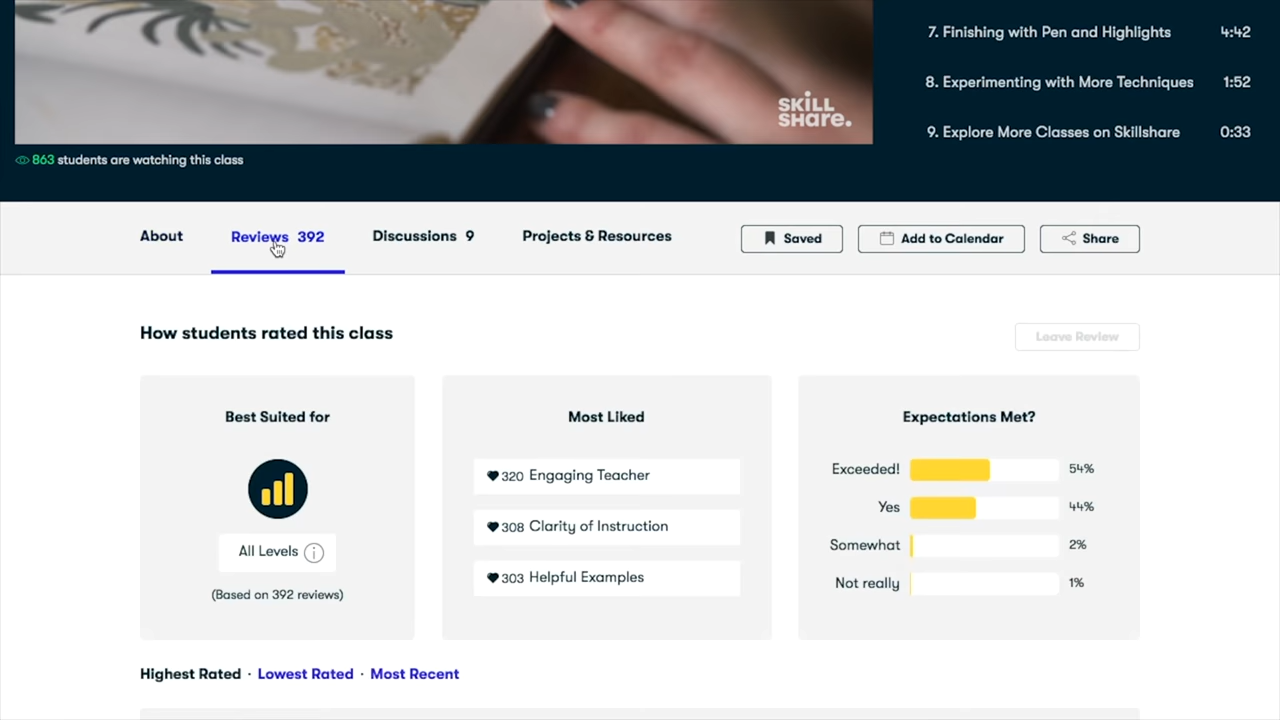 7. Finishing with Pen and Highlights 4:42
8. Experimenting with More Techniques 1:52
9. Explore More Classes on Skillshare 0:33
SKILL
SHARE.
863 students are watching this class
About Reviews 392 Discussions 9 Projects & Resources Saved Add to Calendar Share
How students rated this class
Leave Review
Best Suited for
All Levels
(Based on 392 reviews)
Most Liked
320 Engaging Teacher
308 Clarity of Instruction
303 Helpful Examples
Expectations Met?
Exceeded! 54%
Yes 44%
Somewhat 2%
Not really 1%
Highest Rated · Lowest Rated · Most Recent